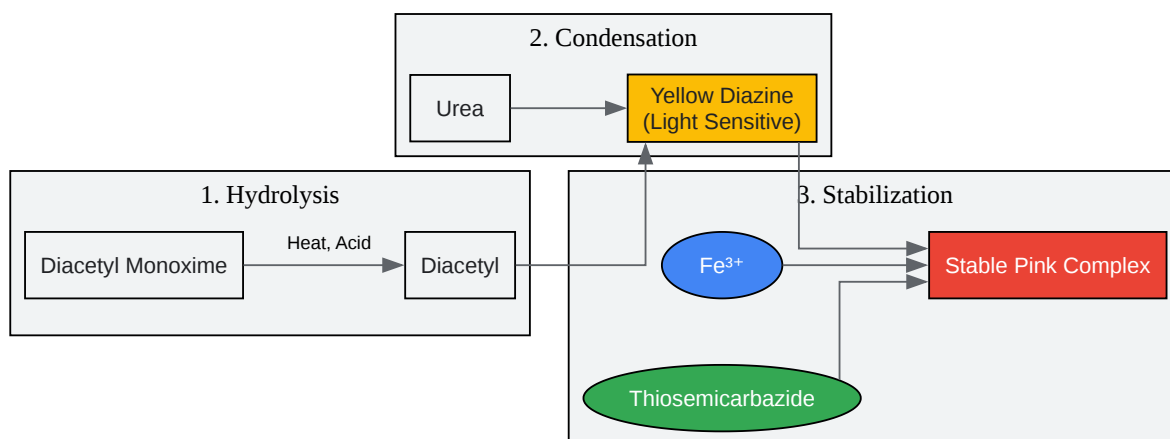 2. Condensation
Urea
Yellow Diazine
(Light Sensitive)
1. Hydrolysis
Diacetyl Monoxime
Heat, Acid
Diacetyl
3. Stabilization
Fe³⁺
Stable Pink Complex
Thiosemicarbazide